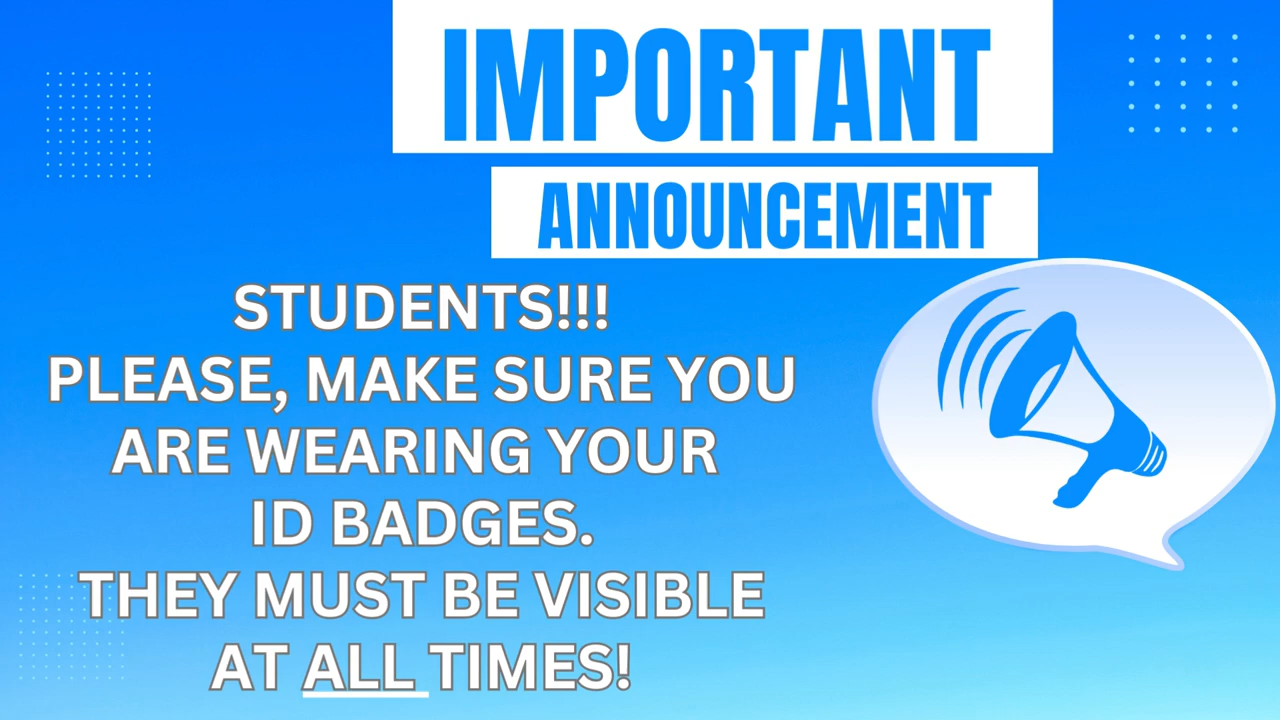 IMPORTANT
ANNOUNCEMENT
STUDENTS!!!
PLEASE, MAKE SURE YOU
ARE WEARING YOUR
ID BADGES.
THEY MUST BE VISIBLE
AT ALL TIMES!